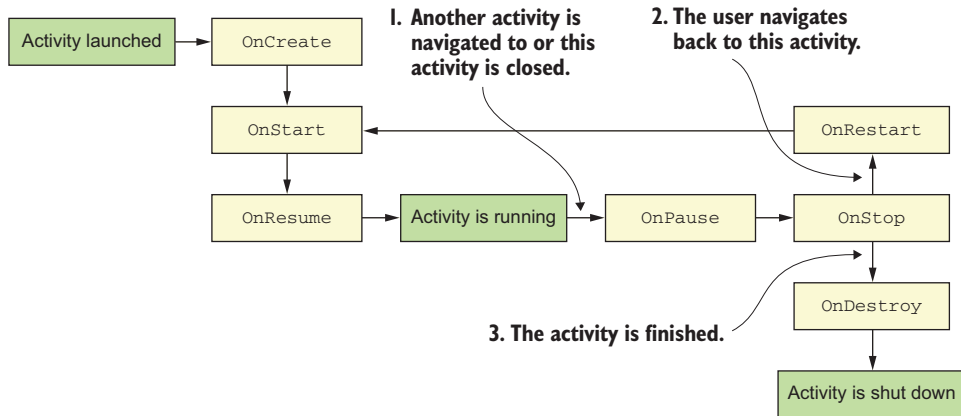 1. Another activity is
navigated to or this
activity is closed.
2. The user navigates
back to this activity.
Activity launched
OnCreate
OnStart
OnRestart
OnResume
Activity is running
OnPause
OnStop
OnDestroy
3. The activity is finished.
Activity is shut down